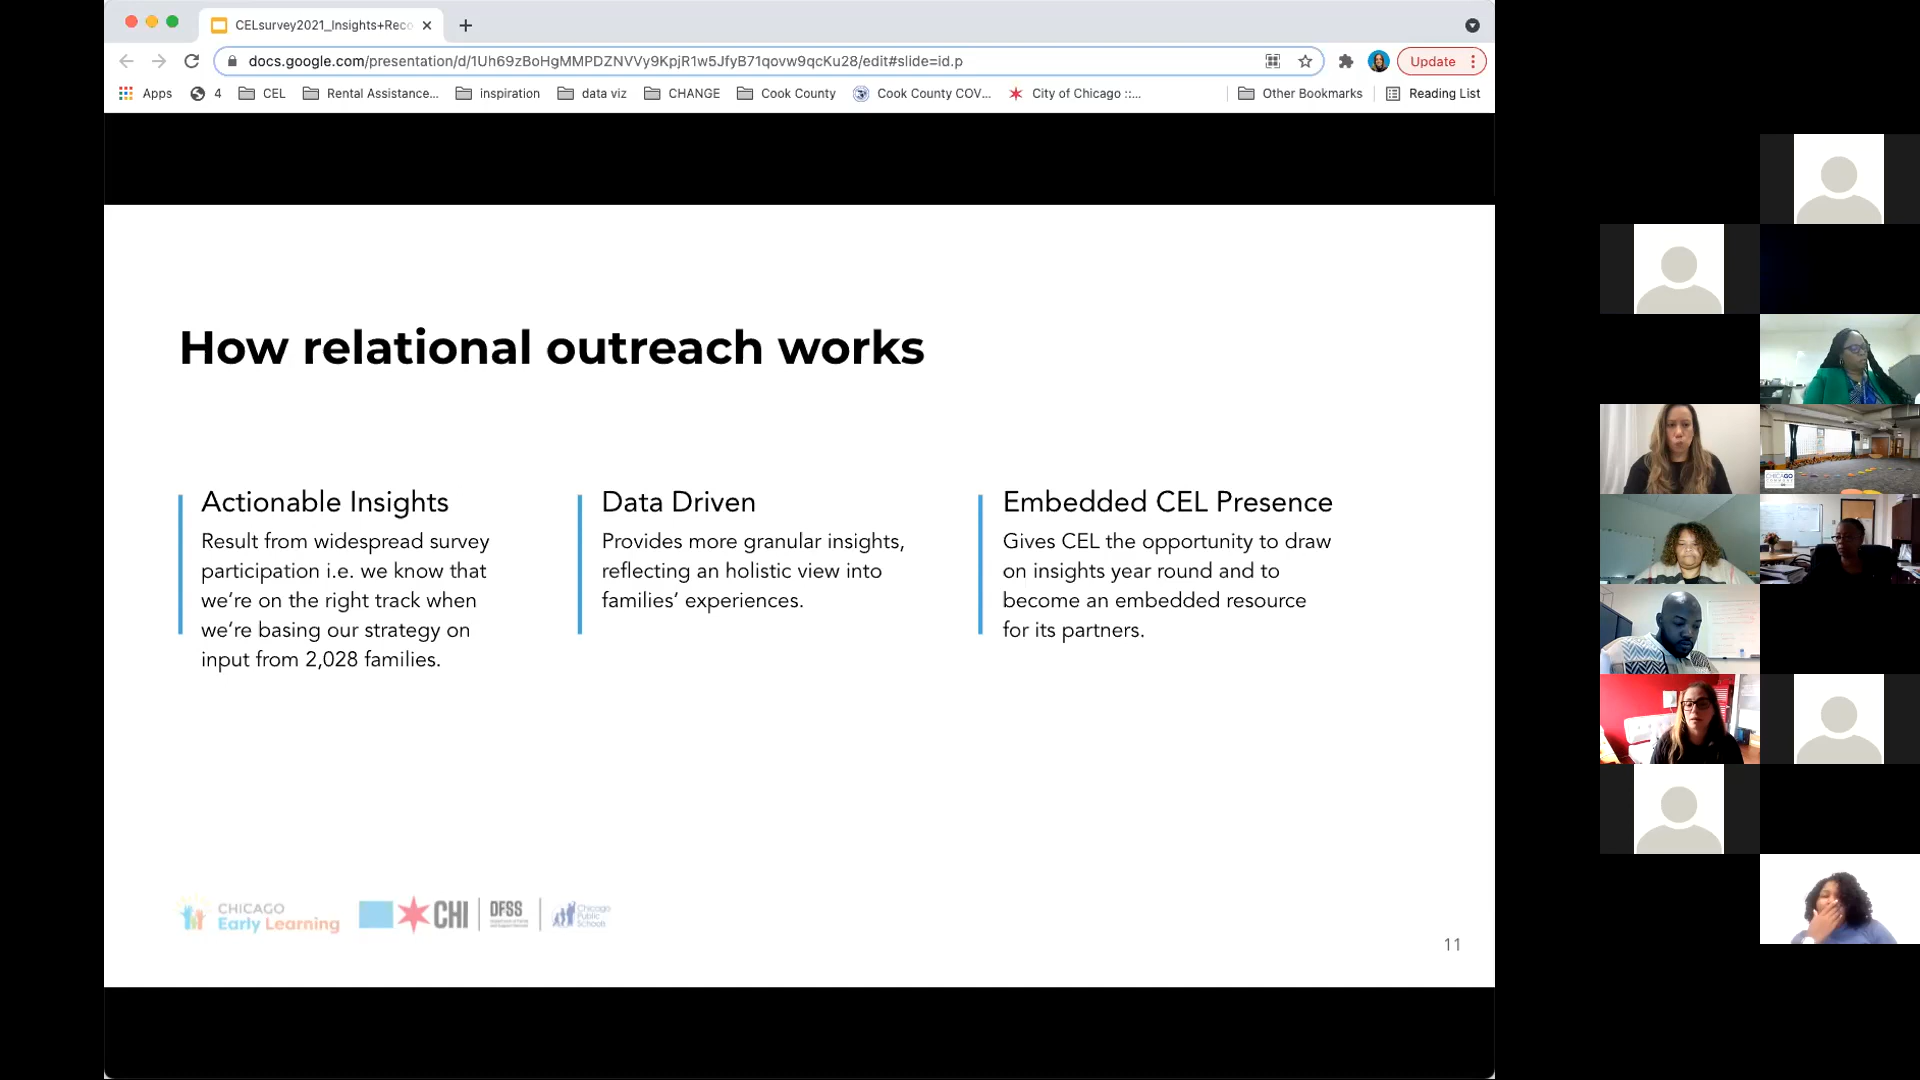 CELsurvey2021_Insights+Reco
docs.google.com/presentation/d/1Uh69zBoHgMMPDZNVVy9KpjR1w5JfyB71qovw9qcKu28/edit#slide=id.p
Update
Apps 4 CEL Rental Assistance... inspiration data viz CHANGE Cook County Cook County COV... City of Chicago ::... Other Bookmarks Reading List
How relational outreach works
Actionable Insights
Result from widespread survey
participation i.e. we know that
we're on the right track when
we're basing our strategy on
input from 2,028 families.
Data Driven
Provides more granular insights,
reflecting an holistic view into
families' experiences.
Embedded CEL Presence
Gives CEL the opportunity to draw
on insights year round and to
become an embedded resource
for its partners.
CHICAGO
Early Learning
CHI
DFSS
Chicago
Public
Schools
11